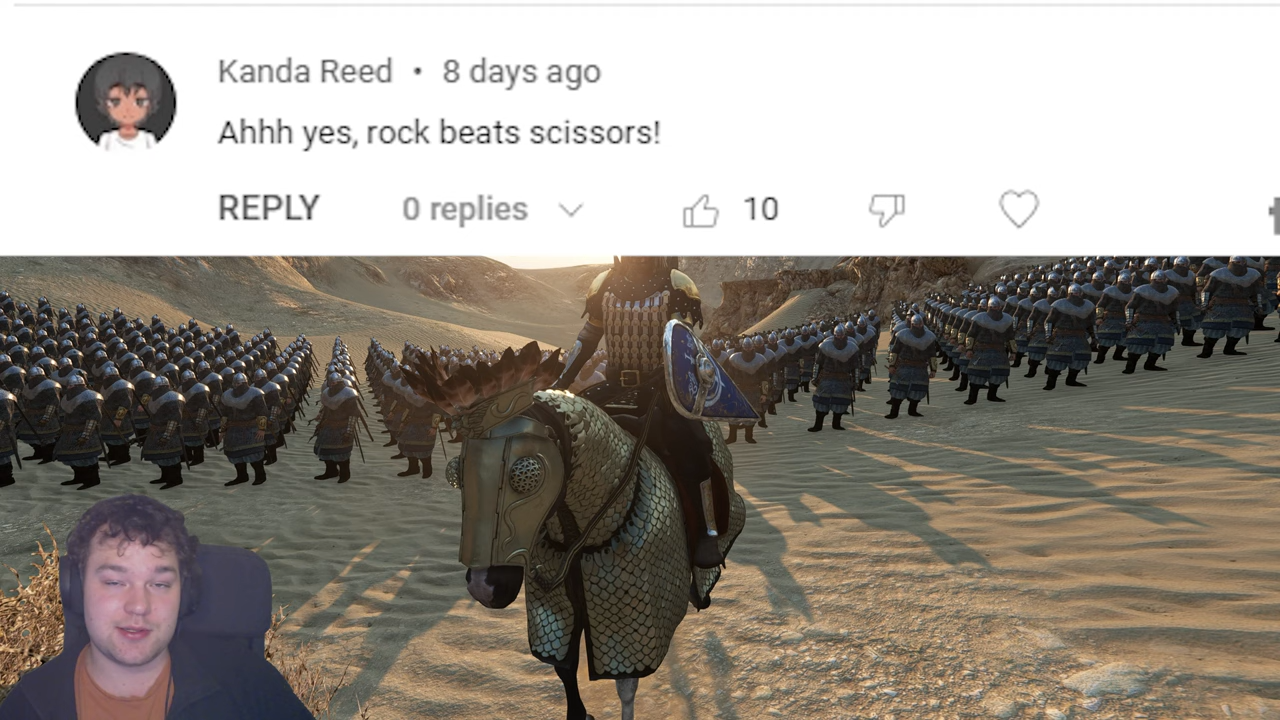 Kanda Reed • 8 days ago
Ahhh yes, rock beats scissors!
REPLY 0 replies 10